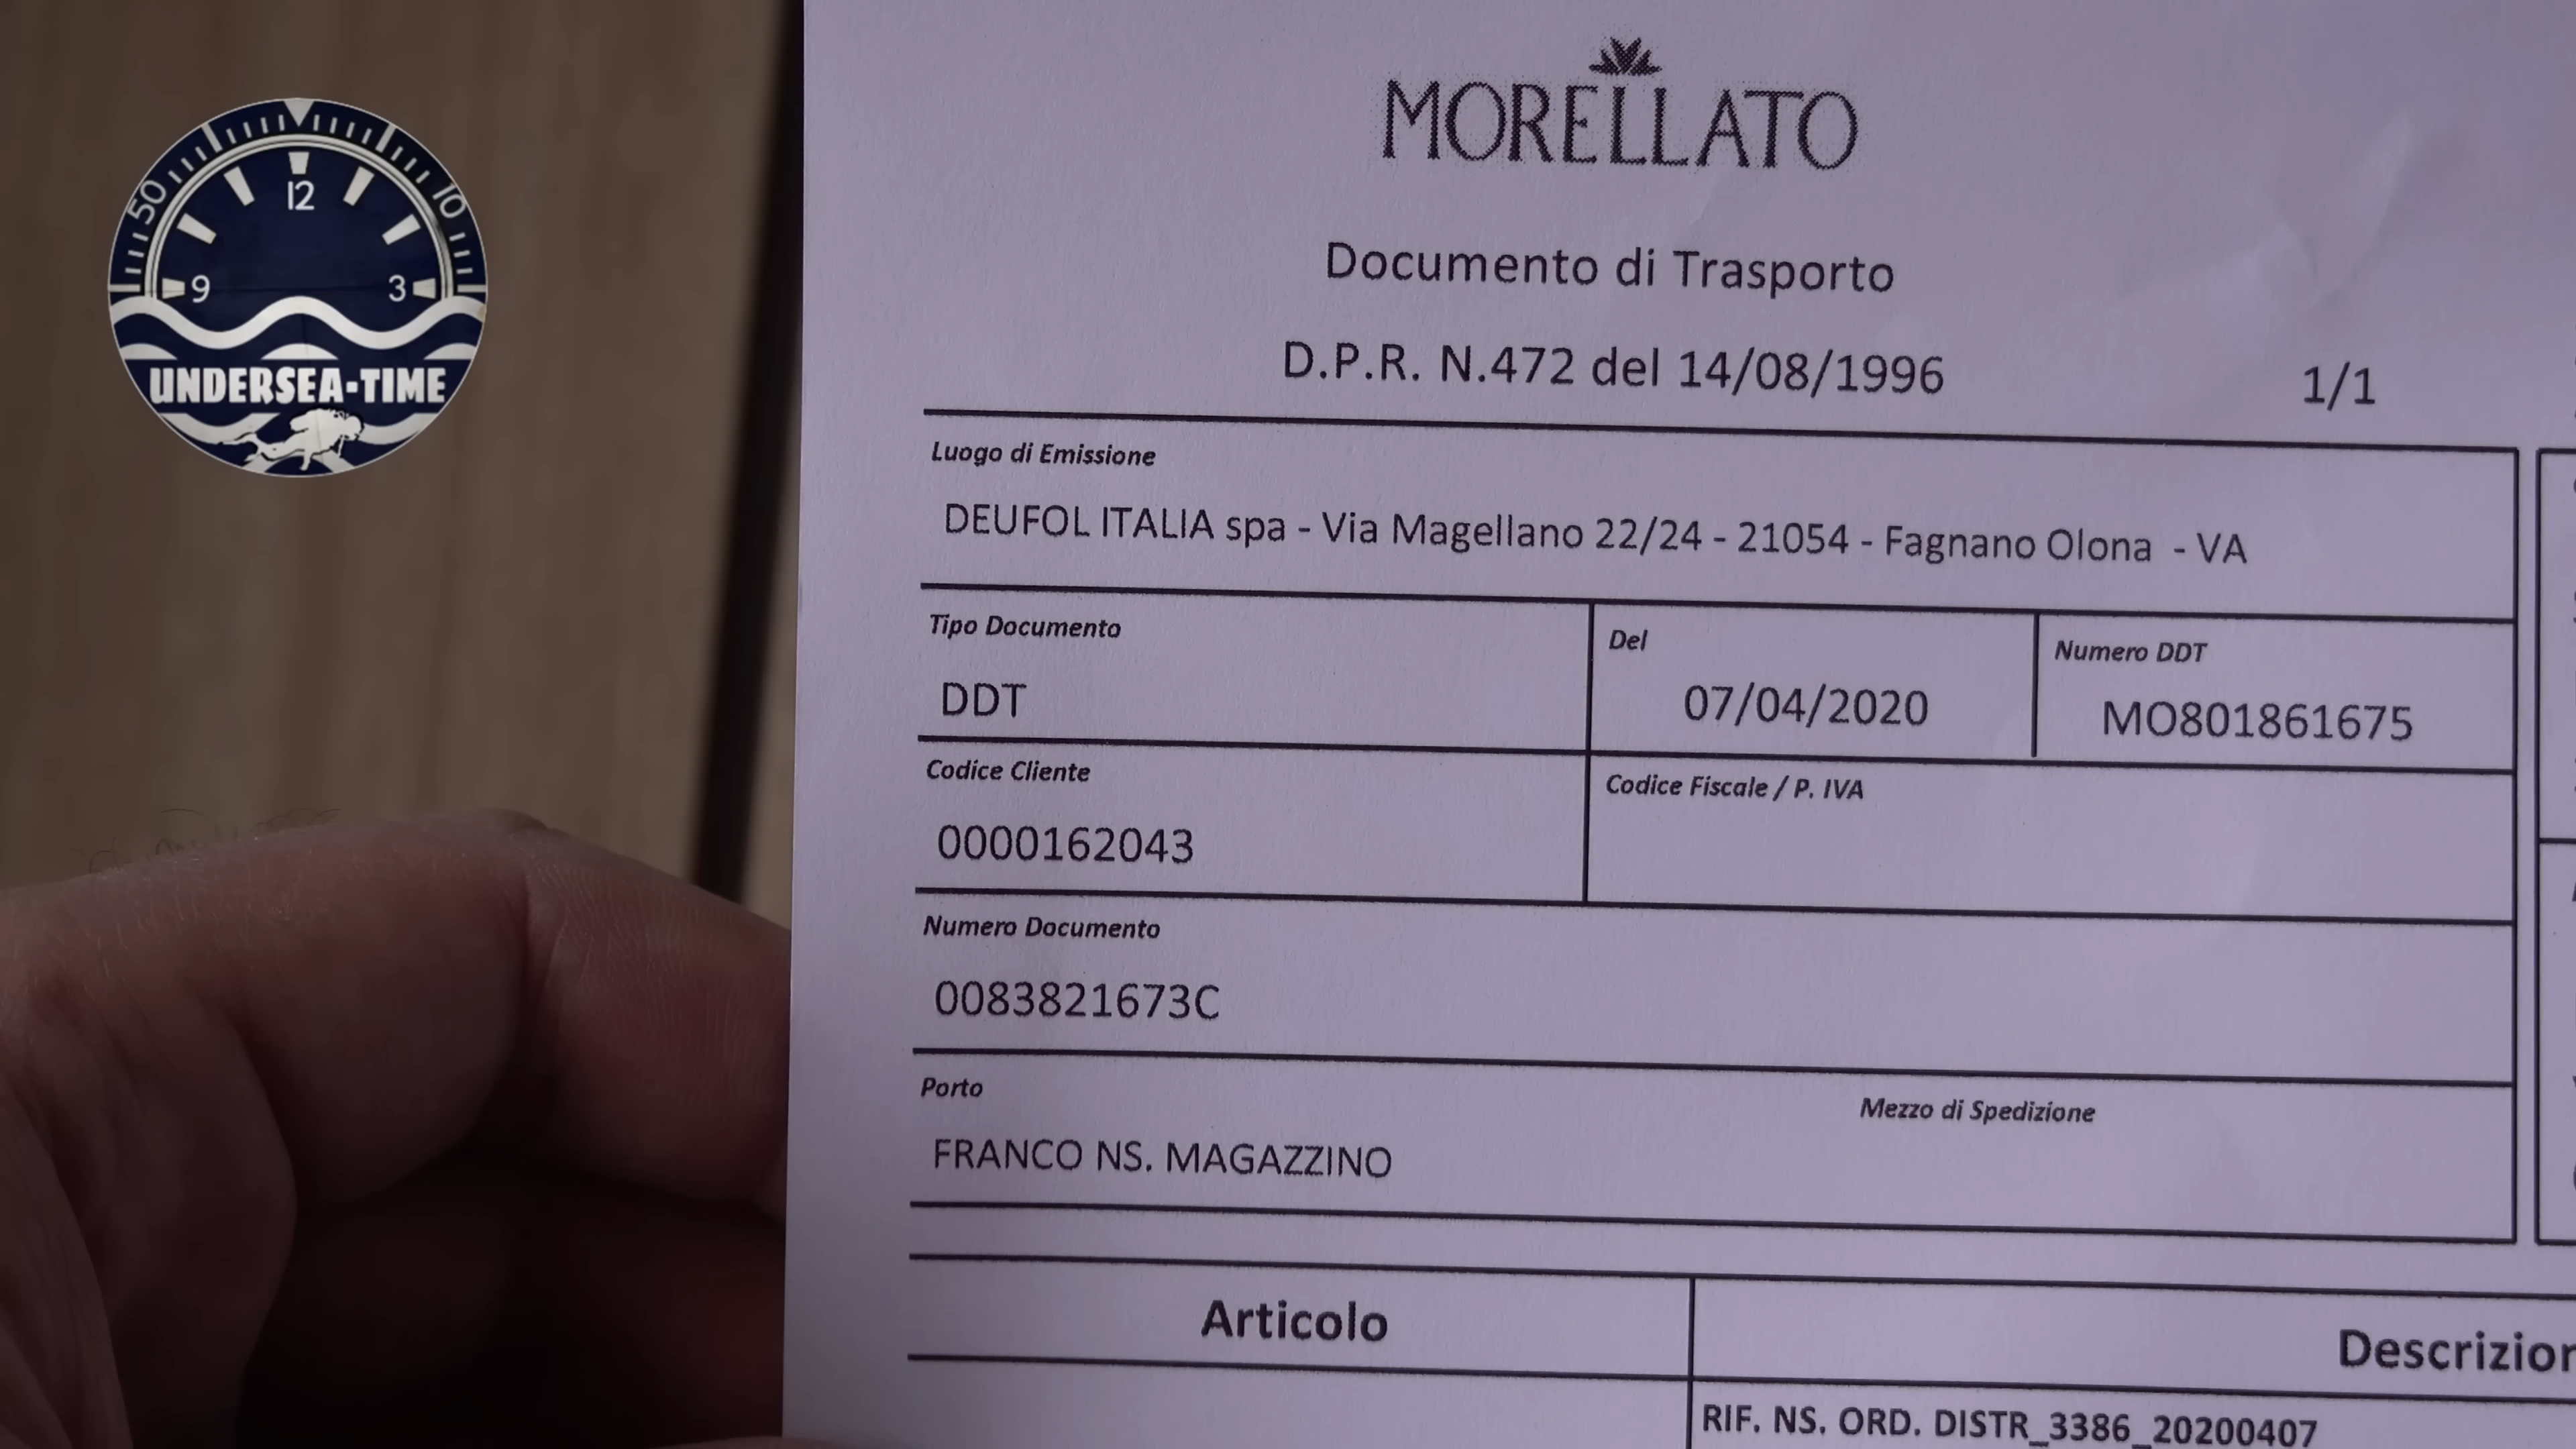 50
10
12
9
3
UNDERSEA-TIME
MORELLATO
Documento di Trasporto
D.P.R. N.472 del 14/08/1996
1/1
Luogo di Emissione
DEUFOL ITALIA spa - Via Magellano 22/24 - 21054 - Fagnano Olona - VA
Tipo Documento
DDT
Del
07/04/2020
Numero DDT
MO801861675
Codice Cliente
0000162043
Codice Fiscale / P. IVA
Numero Documento
0083821673C
Porto
FRANCO NS. MAGAZZINO
Mezzo di Spedizione
Articolo
Descrizion
RIF. NS. ORD. DISTR_3386_20200407